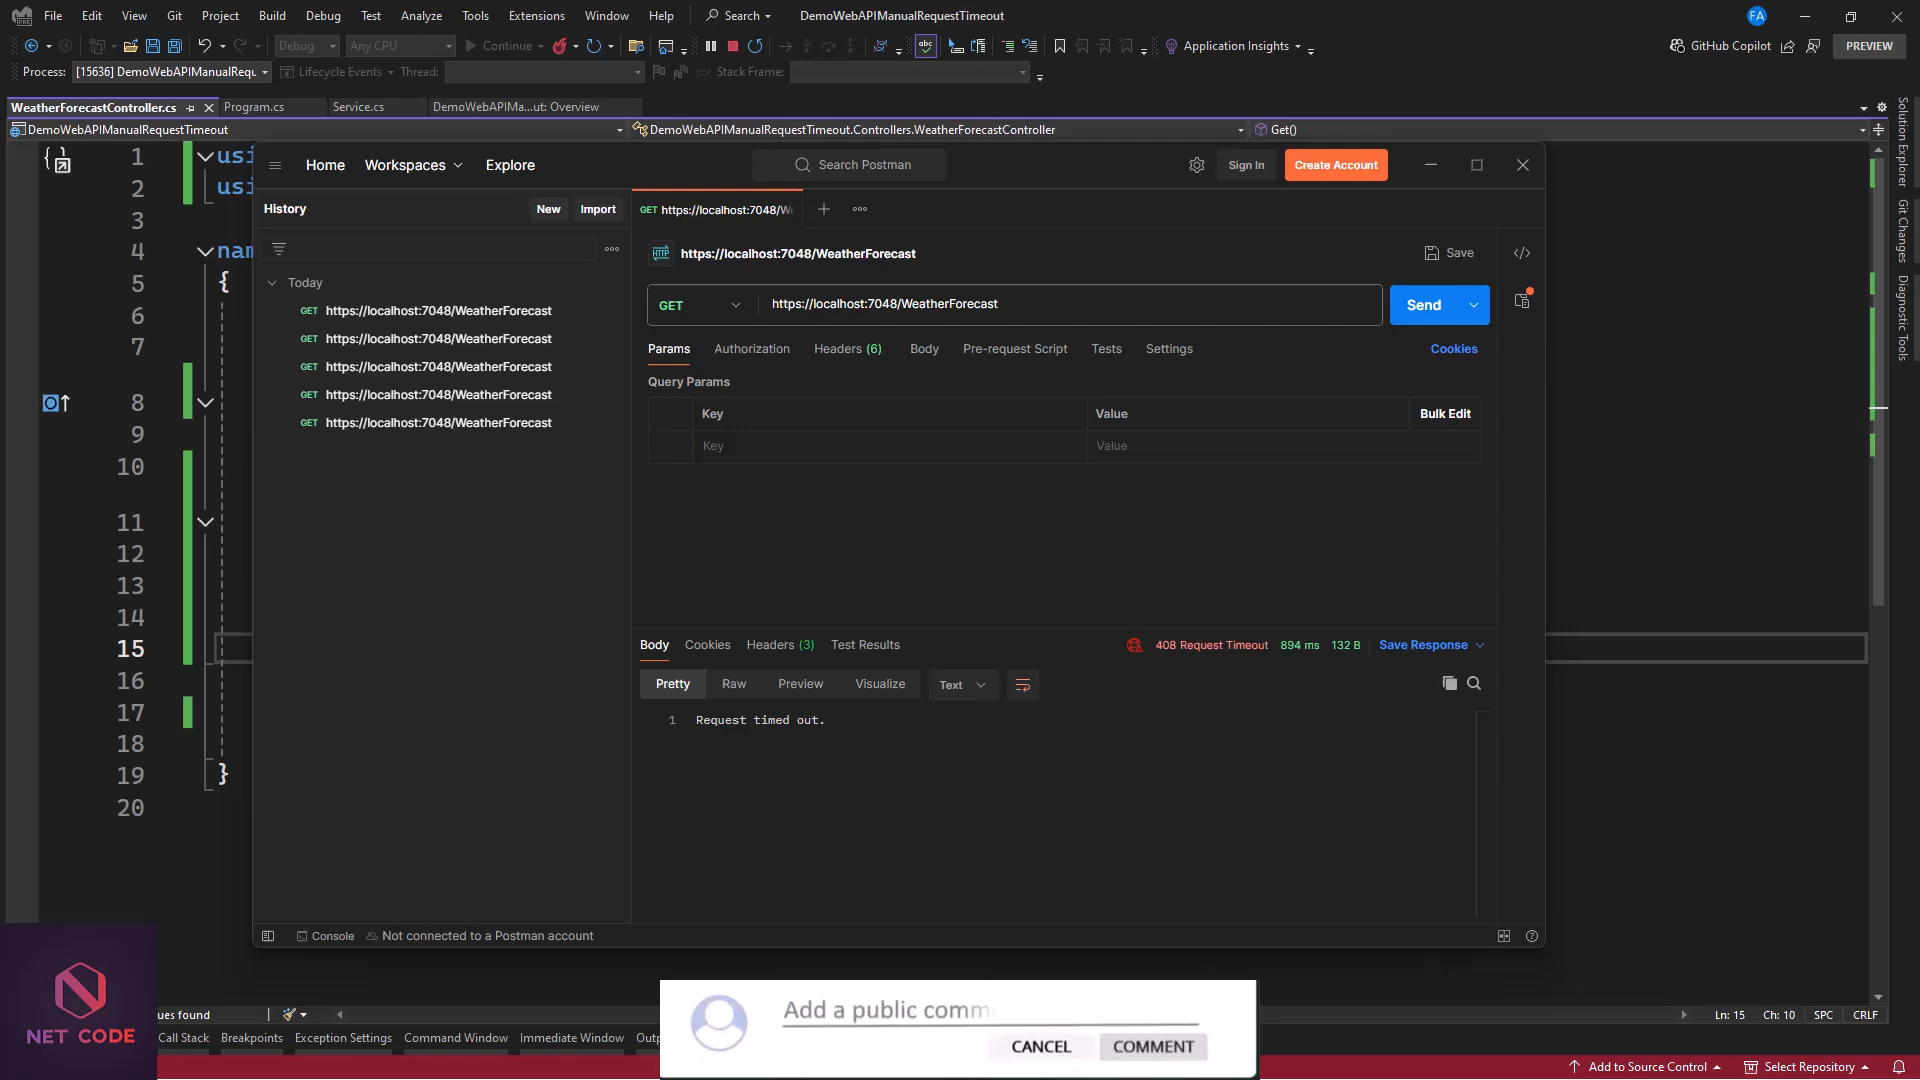 File Edit View Git Project Build Debug Test Analyze Tools Extensions Window Help Search DemoWebAPIManualRequestTimeout FA
Debug Any CPU Continue abc Application Insights GitHub Copilot PREVIEW
Process: [15636] DemoWebAPIManualRequ Lifecycle Events Thread: Stack Frame:
WeatherForecastController.cs Program.cs Service.cs DemoWebAPIMa...ut: Overview
DemoWebAPIManualRequestTimeout DemoWebAPIManualRequestTimeout.Controllers.WeatherForecastController Get()
Solution Explorer
Git Changes
Diagnostic Tools
1 usi
2 usi
3
4 nam
5 {
6
7
8
9
10
11
12
13
14
15
16
17
18
19 }
20
Home Workspaces Explore Search Postman Sign In Create Account
History New Import
Today
GET https://localhost:7048/WeatherForecast
GET https://localhost:7048/WeatherForecast
GET https://localhost:7048/WeatherForecast
GET https://localhost:7048/WeatherForecast
GET https://localhost:7048/WeatherForecast
GET https://localhost:7048/W
HTTP https://localhost:7048/WeatherForecast Save
GET https://localhost:7048/WeatherForecast Send
Params Authorization Headers (6) Body Pre-request Script Tests Settings Cookies
Query Params
Key Value Bulk Edit
Key Value
Body Cookies Headers (3) Test Results 408 Request Timeout 894 ms 132 B Save Response
Pretty Raw Preview Visualize Text
1 Request timed out.
Console Not connected to a Postman account
NET CODE
ues found Ln: 15 Ch: 10 SPC CRLF
Call Stack Breakpoints Exception Settings Command Window Immediate Window Outp
Add a public comm
CANCEL COMMENT
Add to Source Control Select Repository